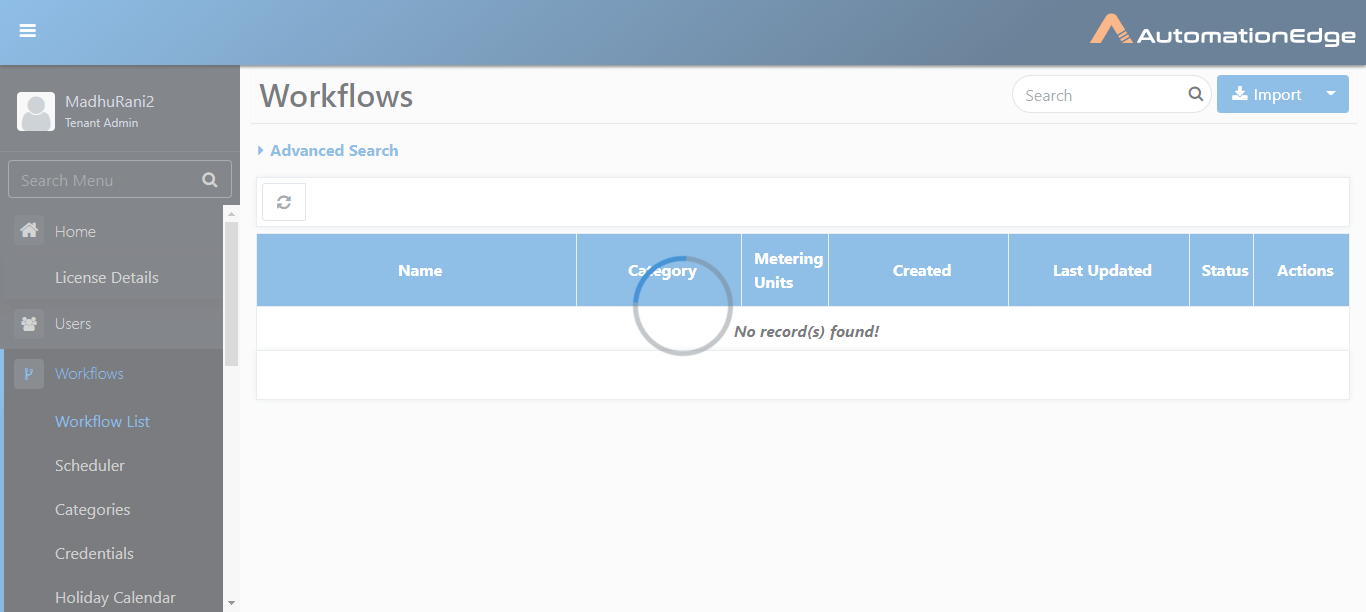 AutomationEdge
MadhuRani2
Tenant Admin
Search Menu
Home
License Details
Users
Workflows
Workflow List
Scheduler
Categories
Credentials
Holiday Calendar
Workflows
Search
Import
Advanced Search
Name
Category
Metering
Units
Created
Last Updated
Status
Actions
No record(s) found!